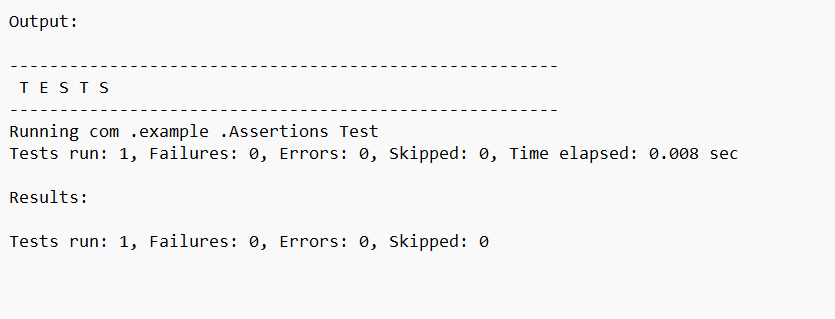 Output:
-------------------------------------------------------
T E S T S
-------------------------------------------------------
Running com .example .Assertions Test
Tests run: 1, Failures: 0, Errors: 0, Skipped: 0, Time elapsed: 0.008 sec
Results:
Tests run: 1, Failures: 0, Errors: 0, Skipped: 0